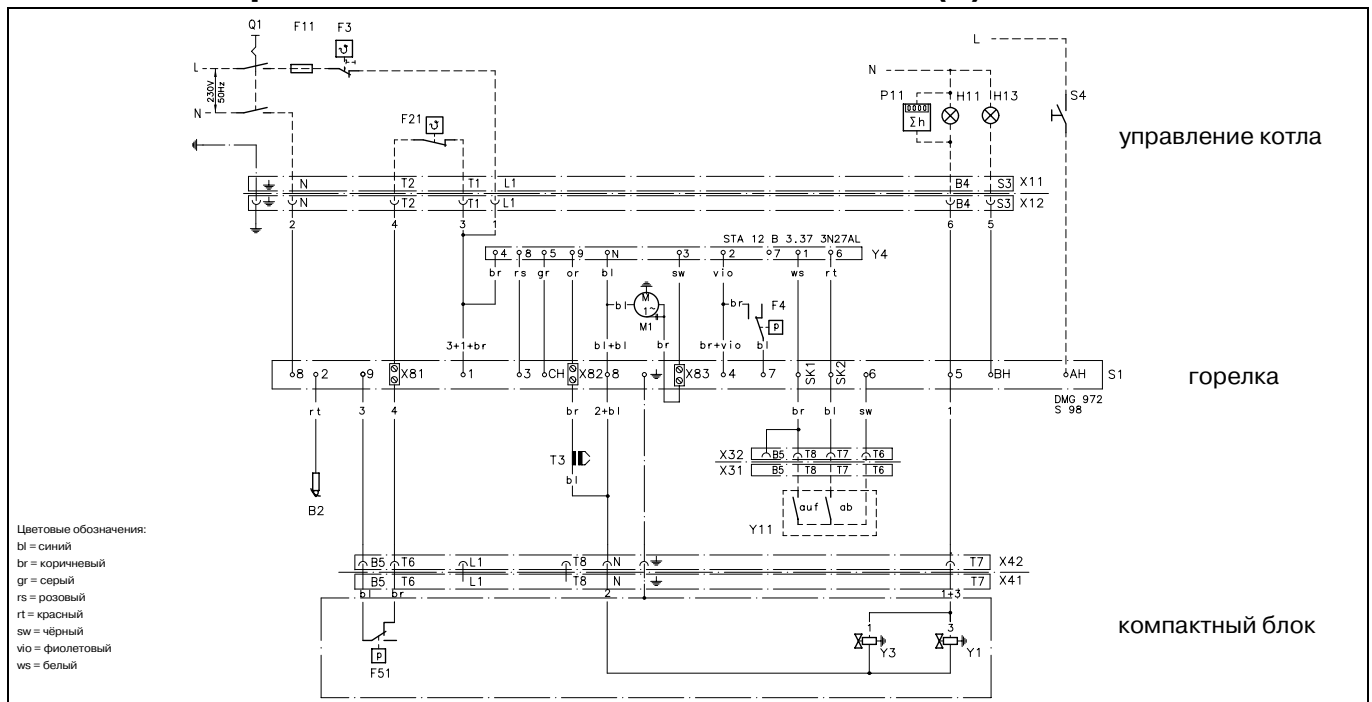 Q1 F11 F3
L
230V
50Hz
N
F21
L
N
P11 H11 H13 S4
Σh
управление котла
N T2 T1 L1 B4 S3 X11
N T2 T1 L1 B4 S3 X12
2 4 3 1 6 5
STA 12 B 3.37 3N27AL
4 8 5 9 N 3 2 7 1 6 Y4
br rs gr or bl sw vio ws rt
bl M 1~ br F4
M1 p
3+1+br bl+bl br br+vio bl
8 2 9 X81 1 3 CH X82 8 X83 4 7 SK1 SK2 6 5 BH AH S1
горелка
DMG 972
S 98
rt 3 4 br 2+bl br bl sw 1
T3
bl
X32 B5 T8 T7 T6
X31 B5 T8 T7 T6
B2
auf ab
Y11
Цветовые обозначения:
bl = синий
br = коричневый
gr = серый
rs = розовый
rt = красный
sw = чёрный
vio = фиолетовый
ws = белый
B5 T6 L1 T8 N T7 X42
B5 T6 L1 T8 N T7 X41
bl br 2 1+3
компактный блок
1 3
Y3 Y1
p
F51